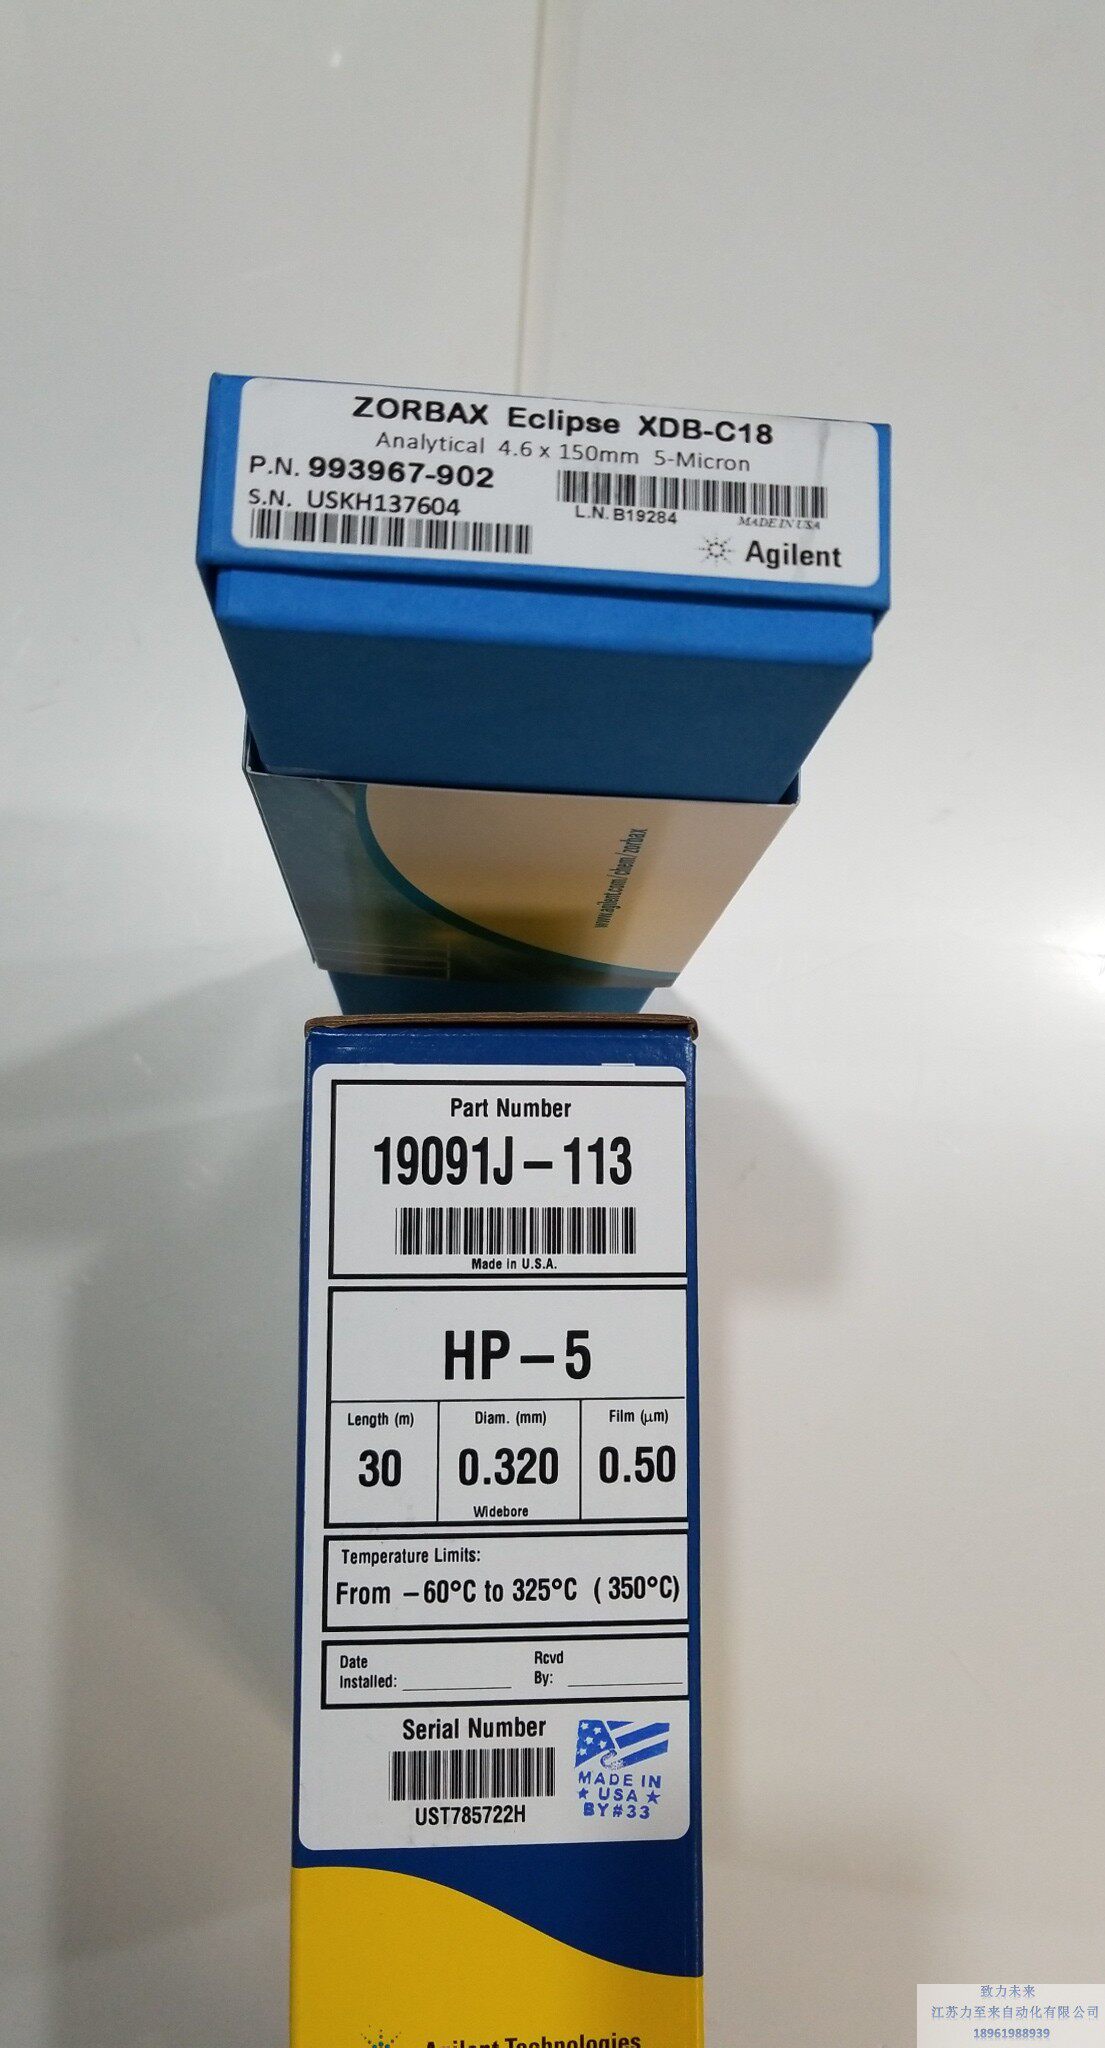 ZORBAX Eclipse XDB-C18
Analytical 4.6 x 150mm 5-Micron
P.N. 993967-902
S.N. USKH137604
L.N. B19284
MADE IN USA
Agilent
www.agilent.com/chem/zorbax
Part Number
19091J-113
Made in U.S.A.
HP-5
Length (m) Diam. (mm) Film (μm)
30 0.320 0.50
Widebore
Temperature Limits:
From -60°C to 325°C (350°C)
Date Rcvd
Installed: By:
Serial Number
UST785722H
MADE IN
★ USA ★
BY#33
Agilent Technologies
致力未来
江苏力至来自动化有限公司
18961988939